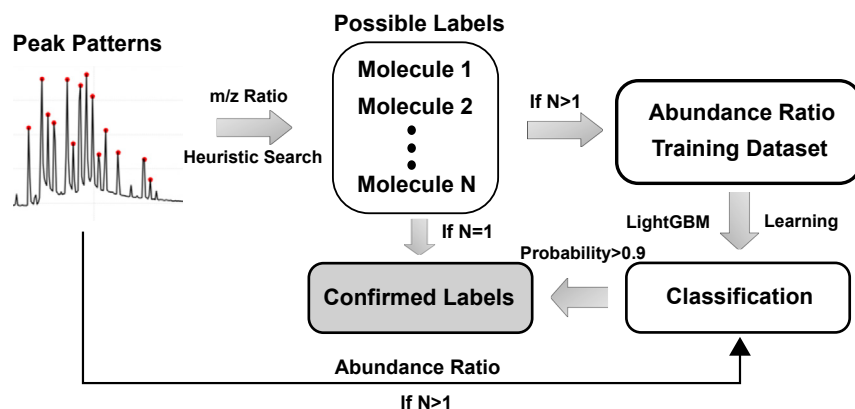 Possible Labels
Peak Patterns
m/z Ratio
Heuristic Search
Molecule 1
Molecule 2
Molecule N
If N>1
Abundance Ratio
Training Dataset
If N=1
LightGBM
Learning
Probability>0.9
Confirmed Labels
Classification
Abundance Ratio
If N>1